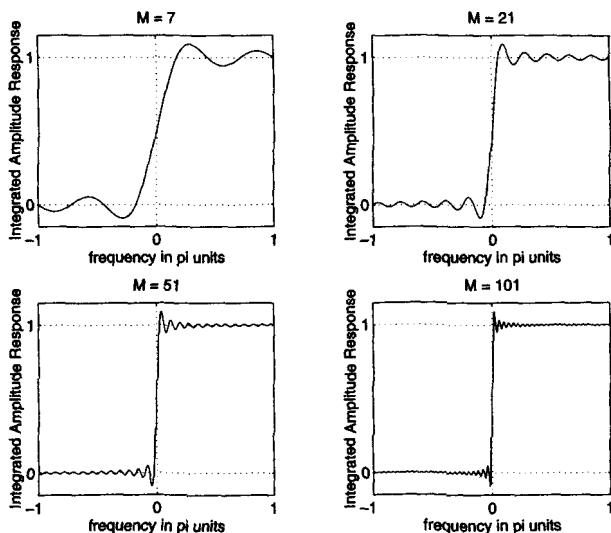 M = 7
Integrated Amplitude Response
1
0
-1
0
1
frequency in pi units
M = 21
Integrated Amplitude Response
1
0
-1
0
1
frequency in pi units
M = 51
Integrated Amplitude Response
1
0
-1
0
1
frequency in pi units
M = 101
Integrated Amplitude Response
1
0
-1
0
1
frequency in pi units